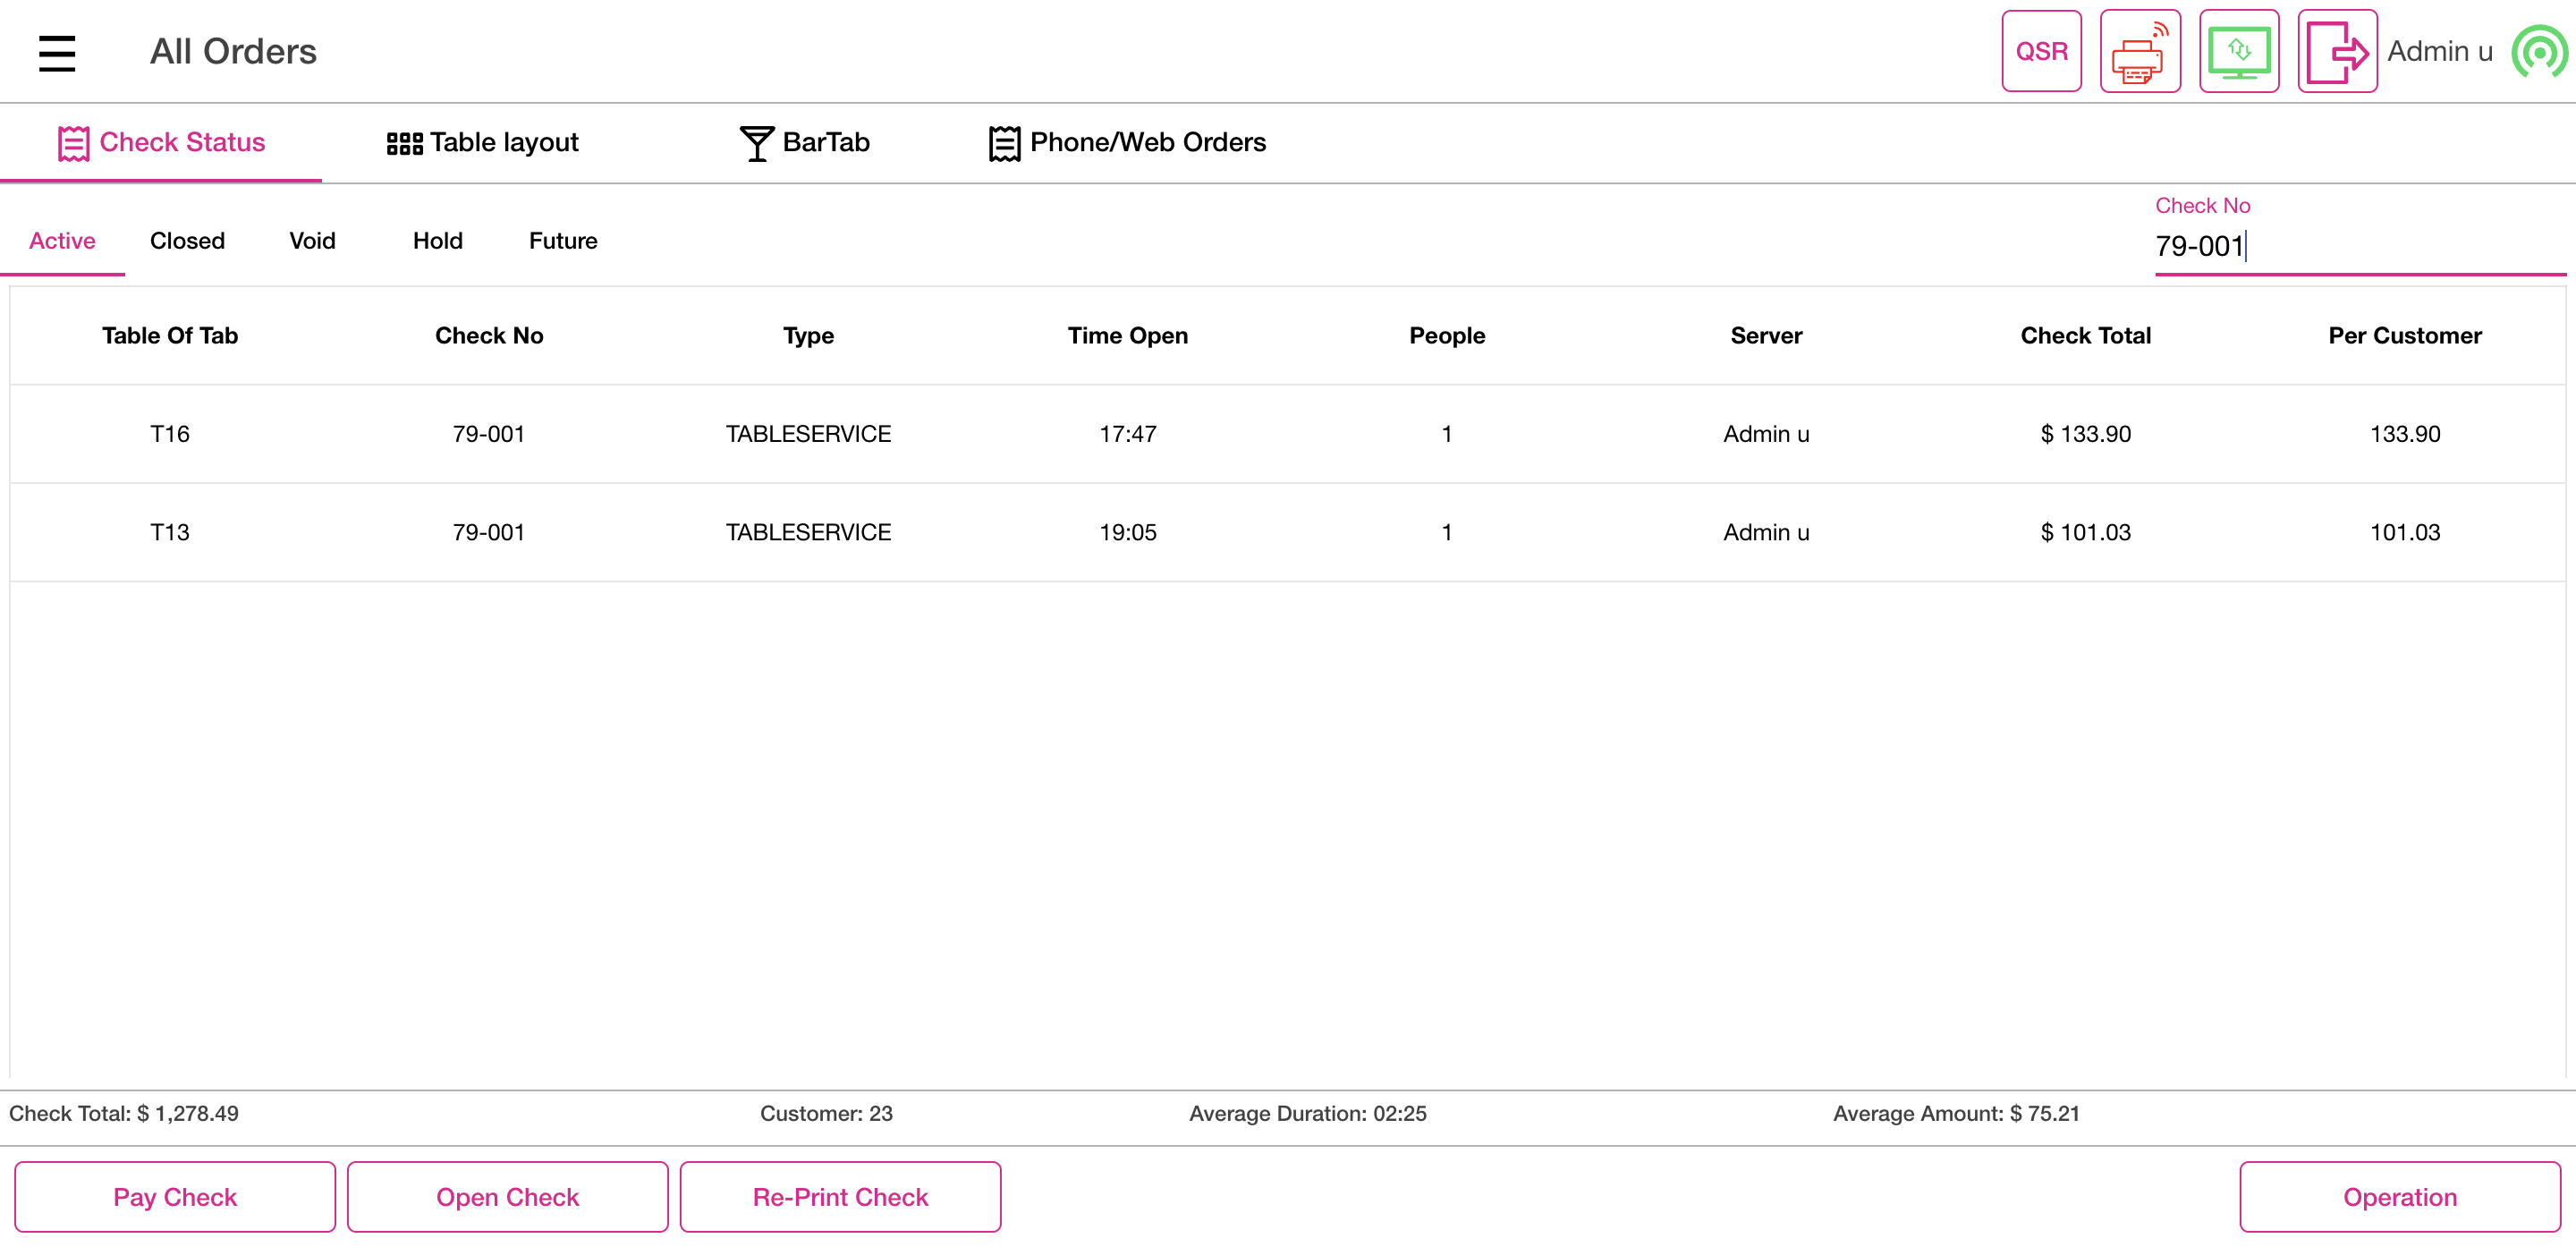 All Orders
QSR
Admin u
Check Status
Table layout
BarTab
Phone/Web Orders
Active
Closed
Void
Hold
Future
Check No
79-001
Table Of Tab Check No Type Time Open People Server Check Total Per Customer
T16 79-001 TABLESERVICE 17:47 1 Admin u $ 133.90 133.90
T13 79-001 TABLESERVICE 19:05 1 Admin u $ 101.03 101.03
Check Total: $ 1,278.49 Customer: 23 Average Duration: 02:25 Average Amount: $ 75.21
Pay Check
Open Check
Re-Print Check
Operation